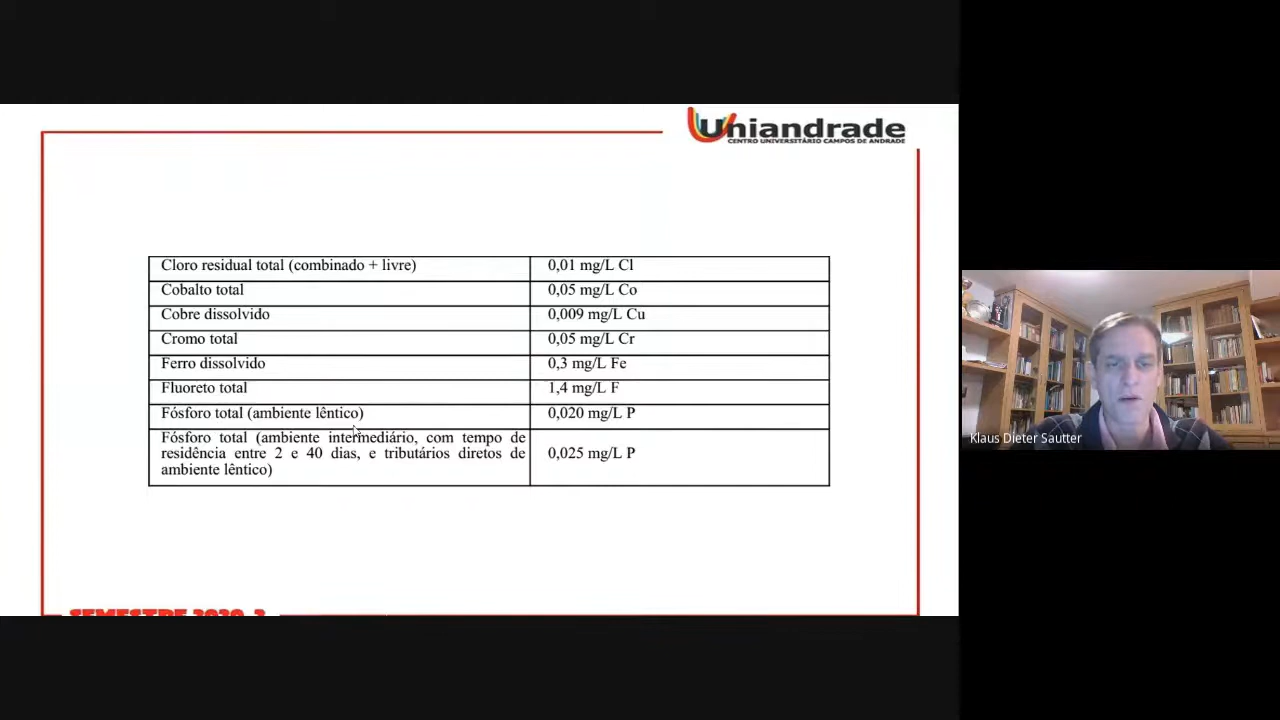 Uniandrade
CENTRO UNIVERSITÁRIO CAMPOS DE ANDRADE
Cloro residual total (combinado + livre) 0,01 mg/L Cl
Cobalto total 0,05 mg/L Co
Cobre dissolvido 0,009 mg/L Cu
Cromo total 0,05 mg/L Cr
Ferro dissolvido 0,3 mg/L Fe
Fluoreto total 1,4 mg/L F
Fósforo total (ambiente lêntico) 0,020 mg/L P
Fósforo total (ambiente intermediário, com tempo de
residência entre 2 e 40 dias, e tributários diretos de 0,025 mg/L P
ambiente lêntico)
Klaus Dieter Sautter
SEMESTRE 2020-2